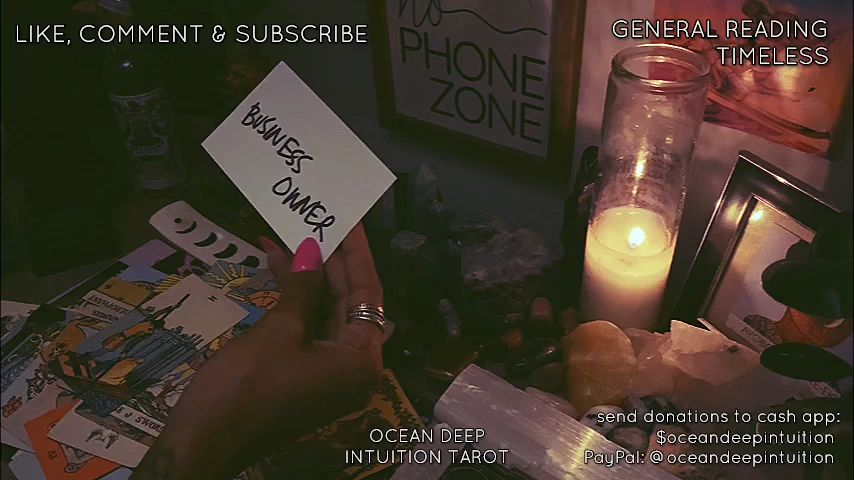 LIKE, COMMENT & SUBSCRIBE
GENERAL READING
TIMELESS
no
PHONE
ZONE
BUSINESS
OWNER
OCEAN DEEP
INTUITION TAROT
send donations to cash app:
$oceandeepintuition
PayPal: @oceandeepintuition